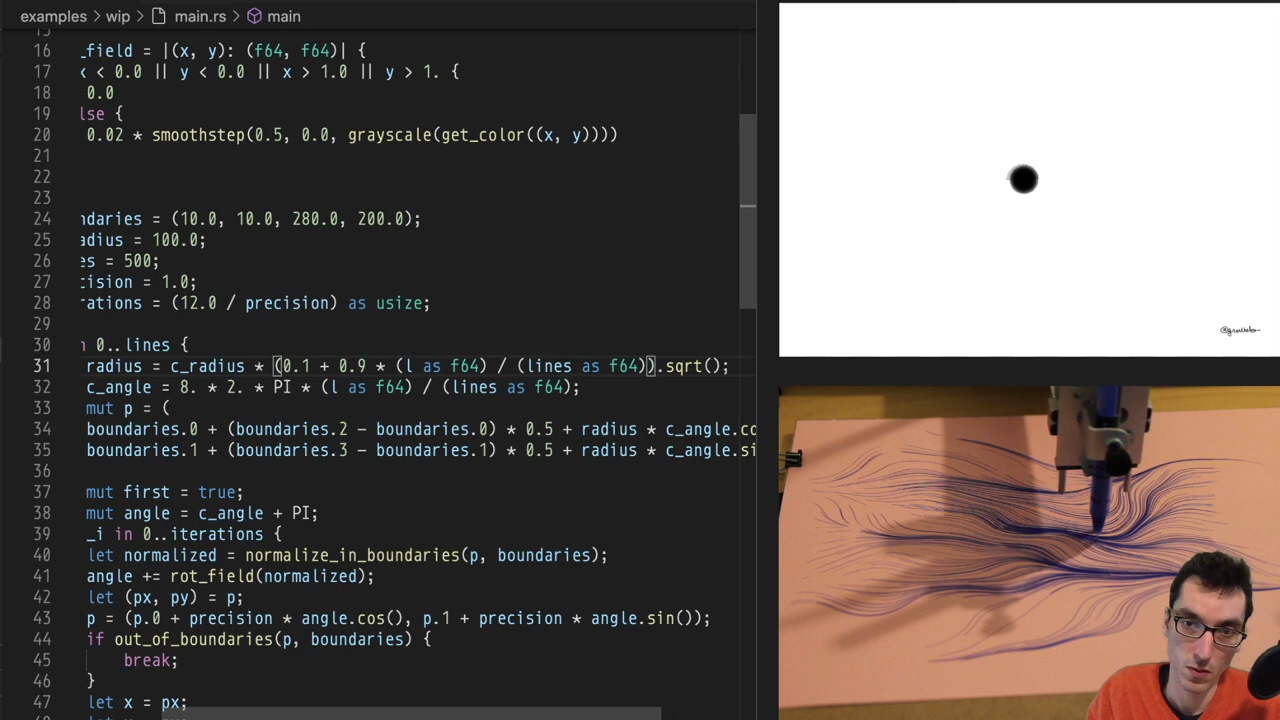 examples › wip › main.rs › main
15
16 _field = |(x, y): (f64, f64)| {
17 < 0.0 || y < 0.0 || x > 1.0 || y > 1. {
18 0.0
19 lse {
20 0.02 * smoothstep(0.5, 0.0, grayscale(get_color((x, y))))
21
22
23
24 ndaries = (10.0, 10.0, 280.0, 200.0);
25 adius = 100.0;
26 es = 500;
27 cision = 1.0;
28 rations = (12.0 / precision) as usize;
29
30 n 0..lines {
31 radius = c_radius * (0.1 + 0.9 * (l as f64) / (lines as f64)).sqrt();
32 c_angle = 8. * 2. * PI * (l as f64) / (lines as f64);
33 mut p = (
34 boundaries.0 + (boundaries.2 - boundaries.0) * 0.5 + radius * c_angle.co
35 boundaries.1 + (boundaries.3 - boundaries.1) * 0.5 + radius * c_angle.si
36
37 mut first = true;
38 mut angle = c_angle + PI;
39 _i in 0..iterations {
40 let normalized = normalize_in_boundaries(p, boundaries);
41 angle += rot_field(normalized);
42 let (px, py) = p;
43 p = (p.0 + precision * angle.cos(), p.1 + precision * angle.sin());
44 if out_of_boundaries(p, boundaries) {
45 break;
46 }
47 let x = px;